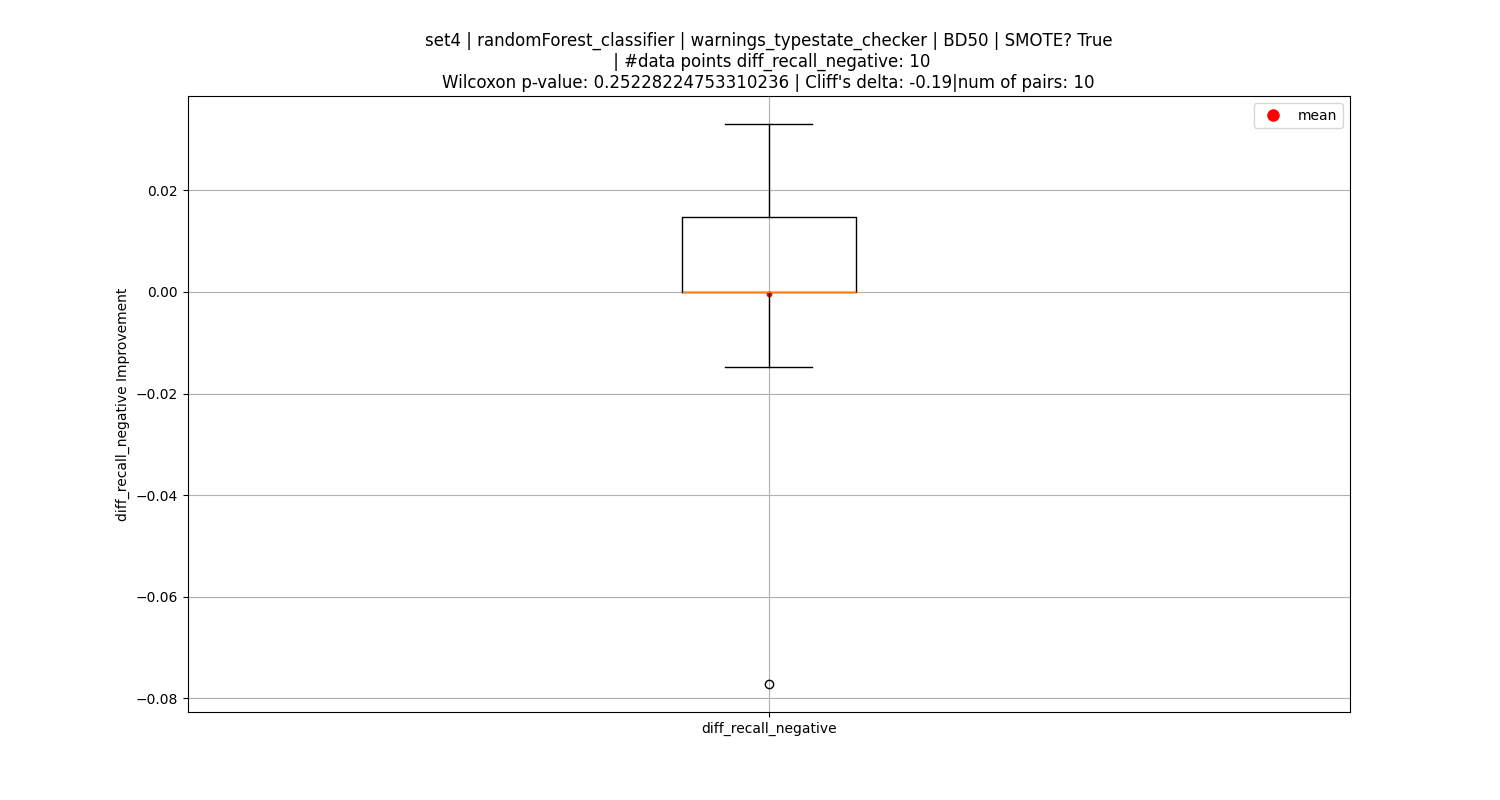 set4 | randomForest_classifier | warnings_typestate_checker | BD50 | SMOTE? True
| #data points diff_recall_negative: 10
Wilcoxon p-value: 0.25228224753310236 | Cliff's delta: -0.19|num of pairs: 10
mean
0.02
0.00
−0.02
−0.04
−0.06
−0.08
diff_recall_negative Improvement
diff_recall_negative